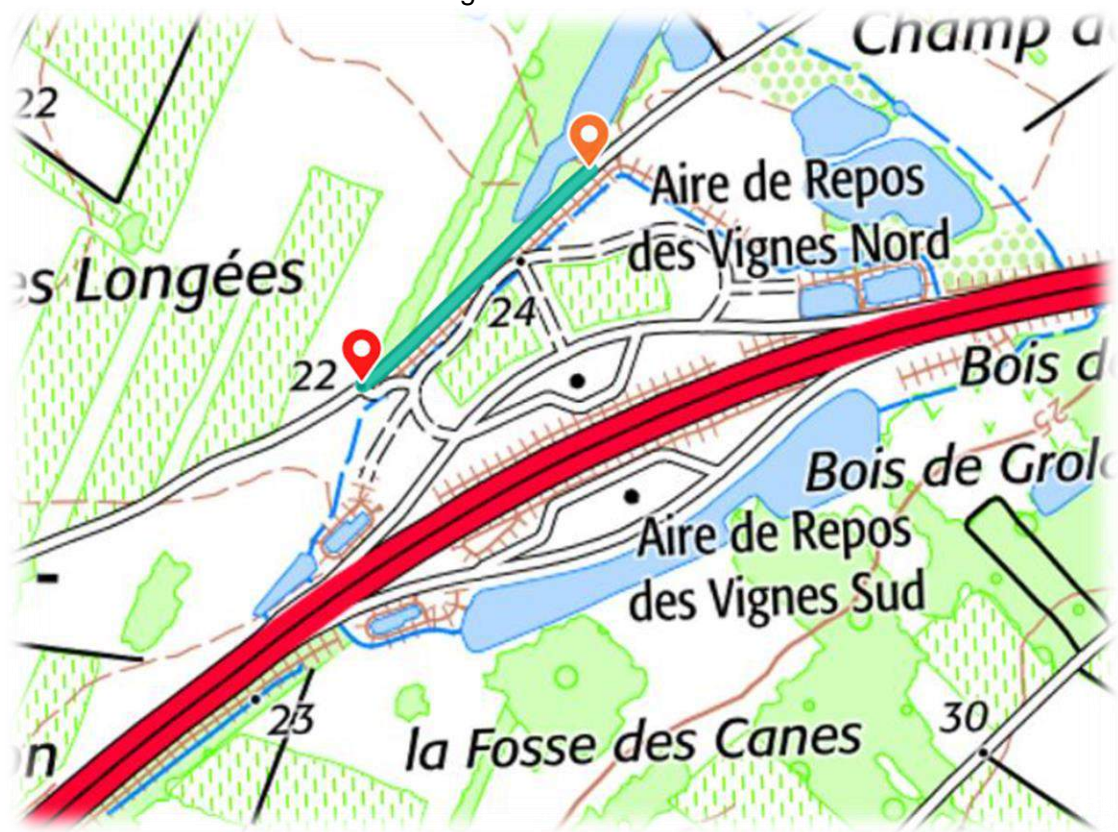 Champ d
22
Aire de Repos
des Vignes Nord
es Longées
24
22
Bois d
25
Bois de Grol
Aire de Repos
des Vignes Sud
23
30
la Fosse des Canes
on